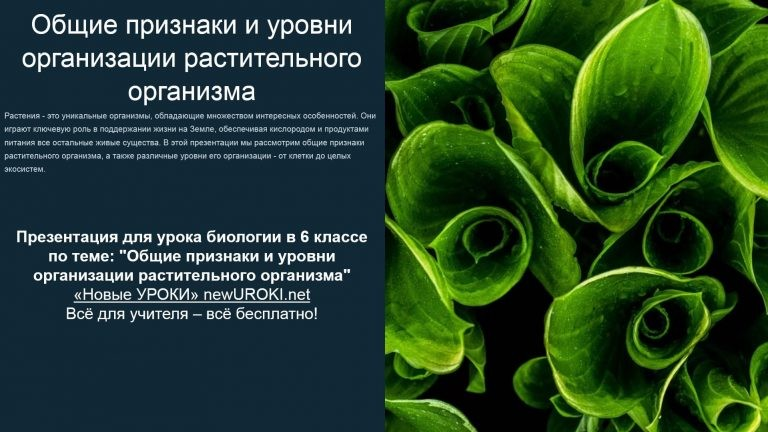 Общие признаки и уровни
организации растительного
организма
Растения - это уникальные организмы, обладающие множеством интересных особенностей. Они
играют ключевую роль в поддержании жизни на Земле, обеспечивая кислородом и продуктами
питания все остальные живые существа. В этой презентации мы рассмотрим общие признаки
растительного организма, а также различные уровни его организации - от клетки до целых
экосистем.
Презентация для урока биологии в 6 классе
по теме: "Общие признаки и уровни
организации растительного организма"
«Новые УРОКИ» newUROKI.net
Всё для учителя – всё бесплатно!